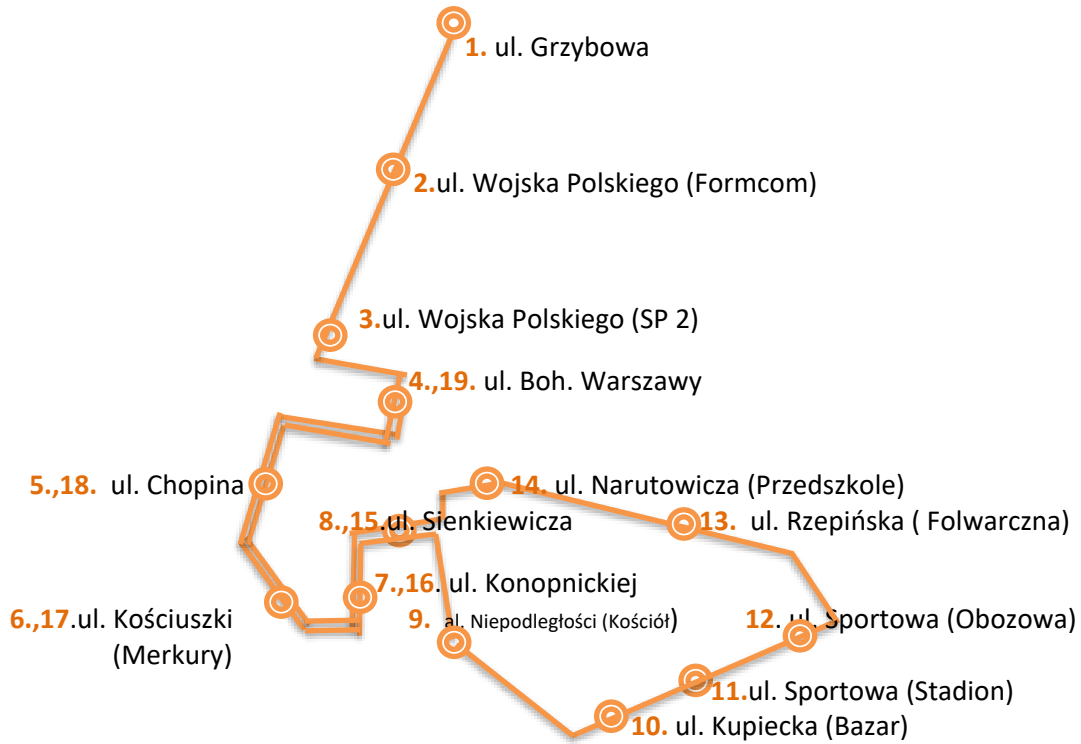 1. ul. Grzybowa
2.ul. Wojska Polskiego (Formcom)
3.ul. Wojska Polskiego (SP 2)
4.,19. ul. Boh. Warszawy
5.,18. ul. Chopina
14. ul. Narutowicza (Przedszkole)
8.,15.ul. Sienkiewicza
13. ul. Rzepińska ( Folwarczna)
7.,16. ul. Konopnickiej
6.,17.ul. Kościuszki
(Merkury)
9. al. Niepodległości (Kościół)
12. ul. Sportowa (Obozowa)
11.ul. Sportowa (Stadion)
10. ul. Kupiecka (Bazar)